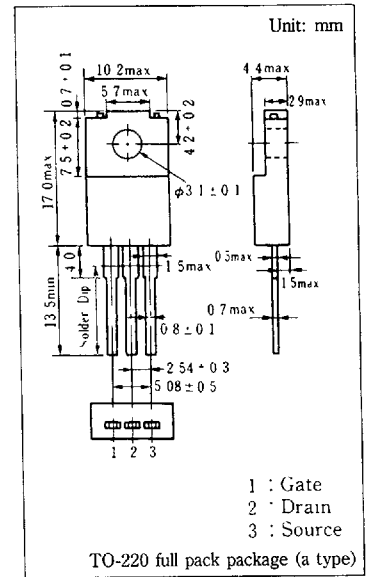 Unit: mm
10.2max
5.7max
4.4max
2.9max
0.7 ± 0.1
7.5 ± 0.2
17.0max
4.2 ± 0.2
φ3.1 ± 0.1
4.0
13.5min
Solder Dip
1.5max
0.5max
1.5max
0.8 ± 0.1
0.7max
2.54 ± 0.3
5.08 ± 0.5
1 2 3
1 : Gate
2 : Drain
3 : Source
TO-220 full pack package (a type)